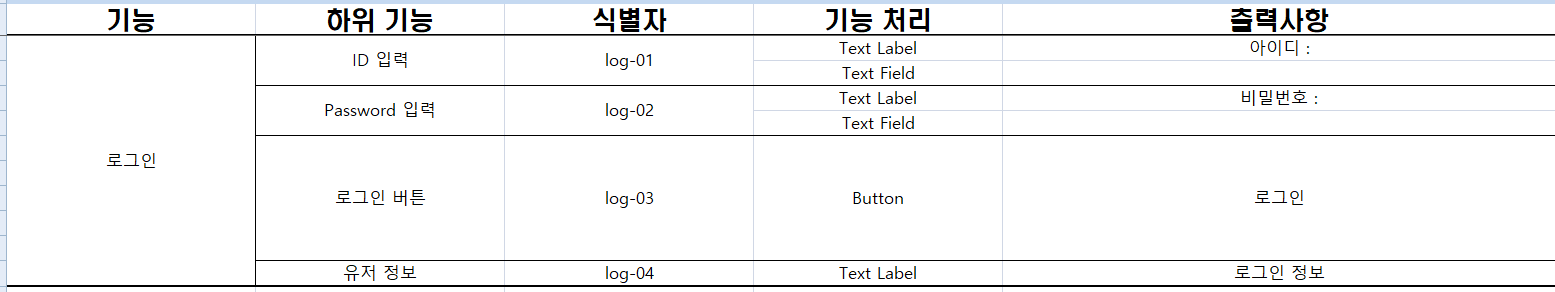 기능 하위 기능 식별자 기능 처리 출력사항
로그인
ID 입력 log-01 Text Label 아이디 :
Text Field
Password 입력 log-02 Text Label 비밀번호 :
Text Field
로그인 버튼 log-03 Button 로그인
유저 정보 log-04 Text Label 로그인 정보